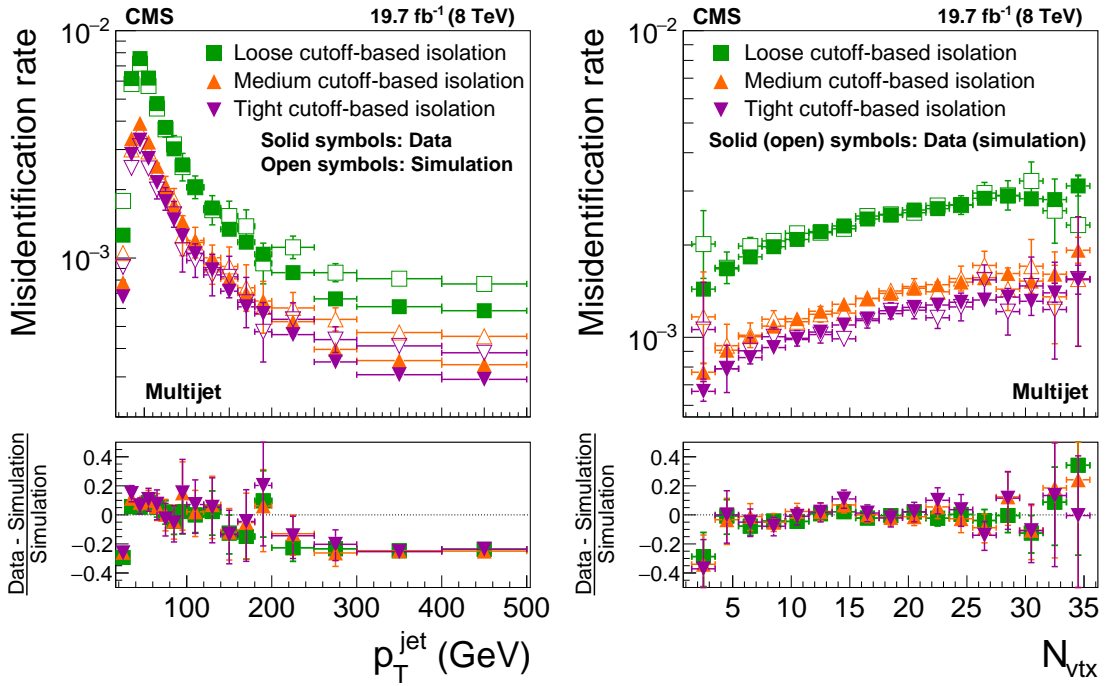 CMS 19.7 fb⁻¹ (8 TeV)
Misidentification rate
10⁻²
10⁻³
Loose cutoff-based isolation
Medium cutoff-based isolation
Tight cutoff-based isolation
Solid symbols: Data
Open symbols: Simulation
Multijet
Data - Simulation
Simulation
0.4
0.2
0
−0.2
−0.4
100 200 300 400 500
p_T^jet (GeV)
CMS 19.7 fb⁻¹ (8 TeV)
Misidentification rate
10⁻²
10⁻³
Loose cutoff-based isolation
Medium cutoff-based isolation
Tight cutoff-based isolation
Solid (open) symbols: Data (simulation)
Multijet
Data - Simulation
Simulation
0.4
0.2
0
−0.2
−0.4
5 10 15 20 25 30 35
N_vtx